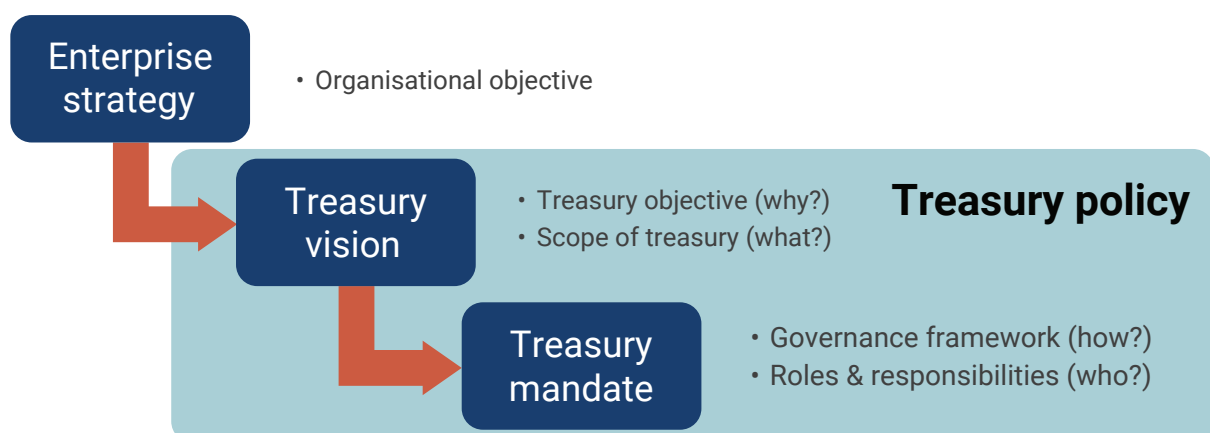 Enterprise
strategy
• Organisational objective
Treasury
vision
• Treasury objective (why?)
• Scope of treasury (what?)
Treasury policy
Treasury
mandate
• Governance framework (how?)
• Roles & responsibilities (who?)